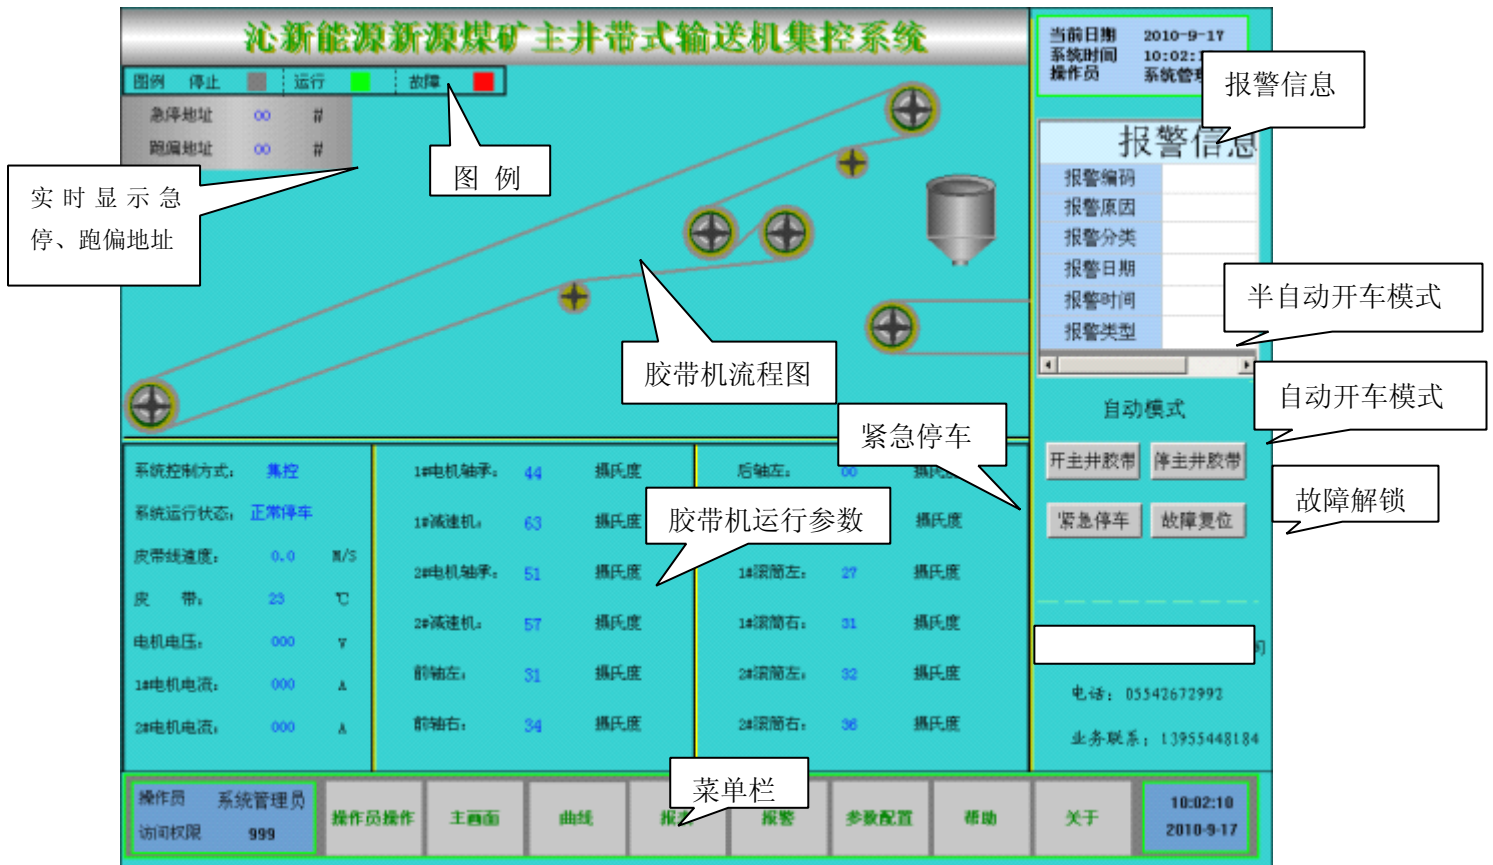 沁新能源新源煤矿主井带式输送机集控系统
当前日期 2010-9-17
系统时间 10:02:1
操作员 系统管理
报警信息
图例 停止 运行 故障
急停地址 00 #
跑偏地址 00 #
图 例
实时显示急
停、跑偏地址
报警信息
报警编码
报警原因
报警分类
报警日期
报警时间
报警类型
半自动开车模式
胶带机流程图
自动模式
自动开车模式
紧急停车
开主井胶带 停主井胶带
紧急停车 故障复位
故障解锁
系统控制方式: 集控
系统运行状态: 正常停车
皮带线速度: 0.0 M/S
皮 带: 23 ℃
电机电压: 000 V
1#电机电流: 000 A
2#电机电流: 000 A
1#电机轴承: 44 摄氏度
1#减速机: 63 摄氏度
2#电机轴承: 51 摄氏度
2#减速机: 57 摄氏度
前轴左: 31 摄氏度
前轴右: 34 摄氏度
胶带机运行参数
后轴左: 00 摄氏度
摄氏度
1#滚筒左: 27 摄氏度
1#滚筒右: 31 摄氏度
2#滚筒左: 32 摄氏度
2#滚筒右: 36 摄氏度
电话: 05542672992
业务联系: 13955448184
菜单栏
操作员 系统管理员
访问权限 999
操作员操作 主画面 曲线 报表 报警 参数配置 帮助 关于
10:02:10
2010-9-17